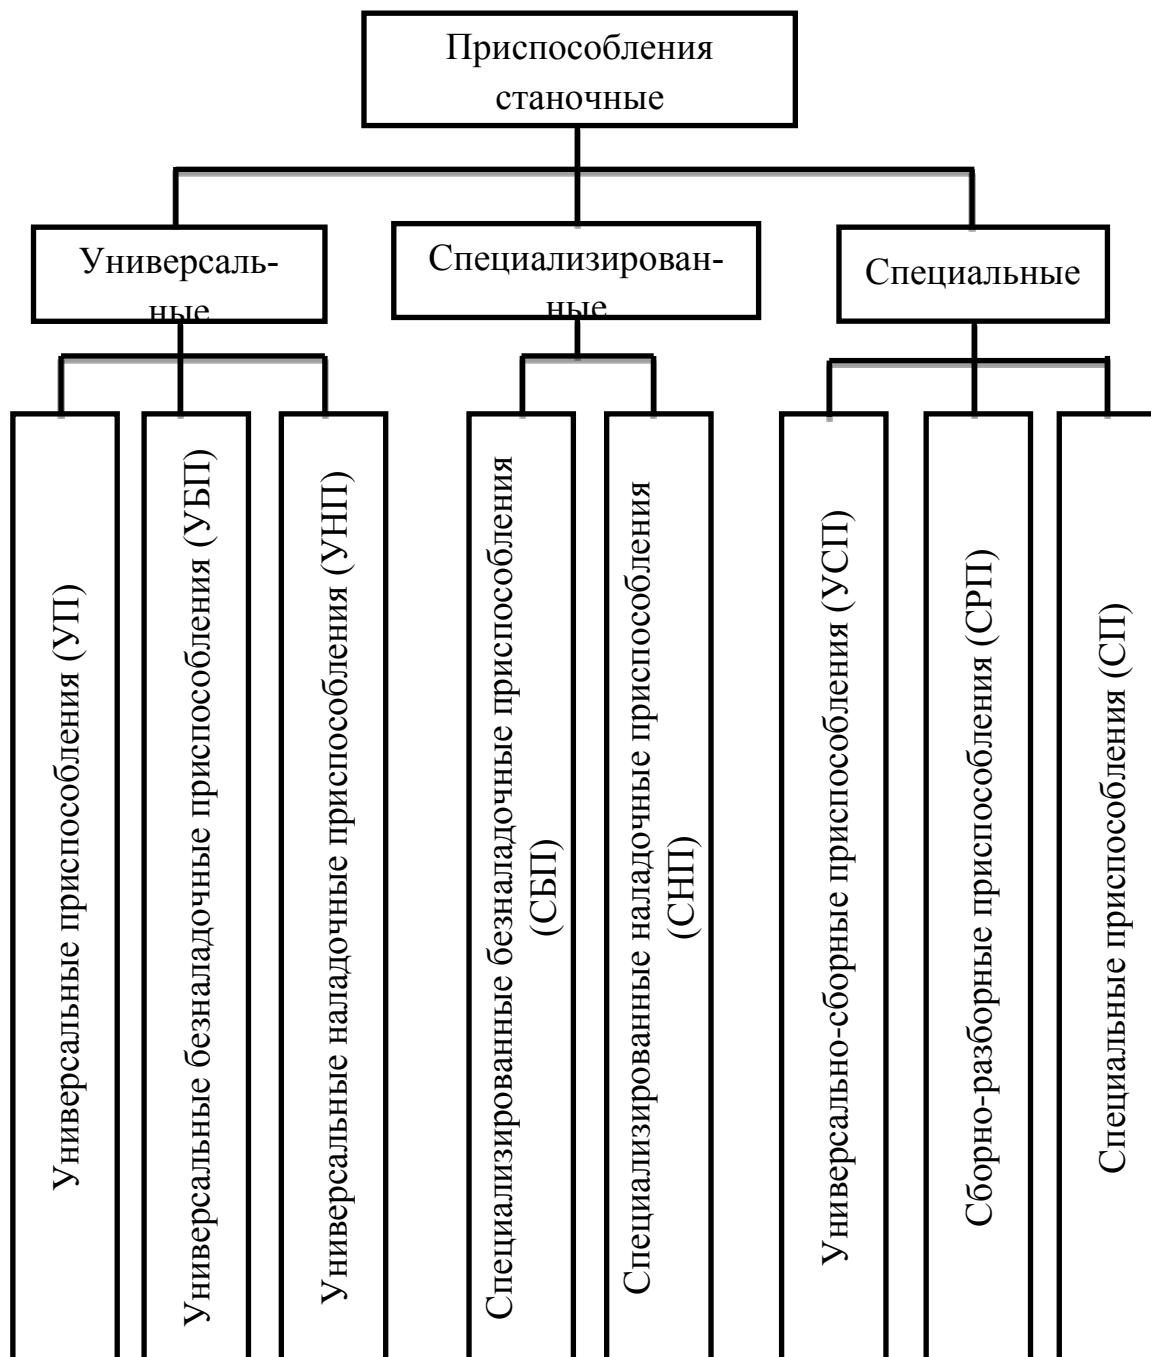 Приспособления
станочные
Универсаль-
ные
Специализирован-
ные
Специальные
Универсальные приспособления (УП)
Универсальные безналадочные приспособления (УБП)
Универсальные наладочные приспособления (УНП)
Специализированные безналадочные приспособления
(СБП)
Специализированные наладочные приспособления
(СНП)
Универсально-сборные приспособления (УСП)
Сборно-разборные приспособления (СРП)
Специальные приспособления (СП)